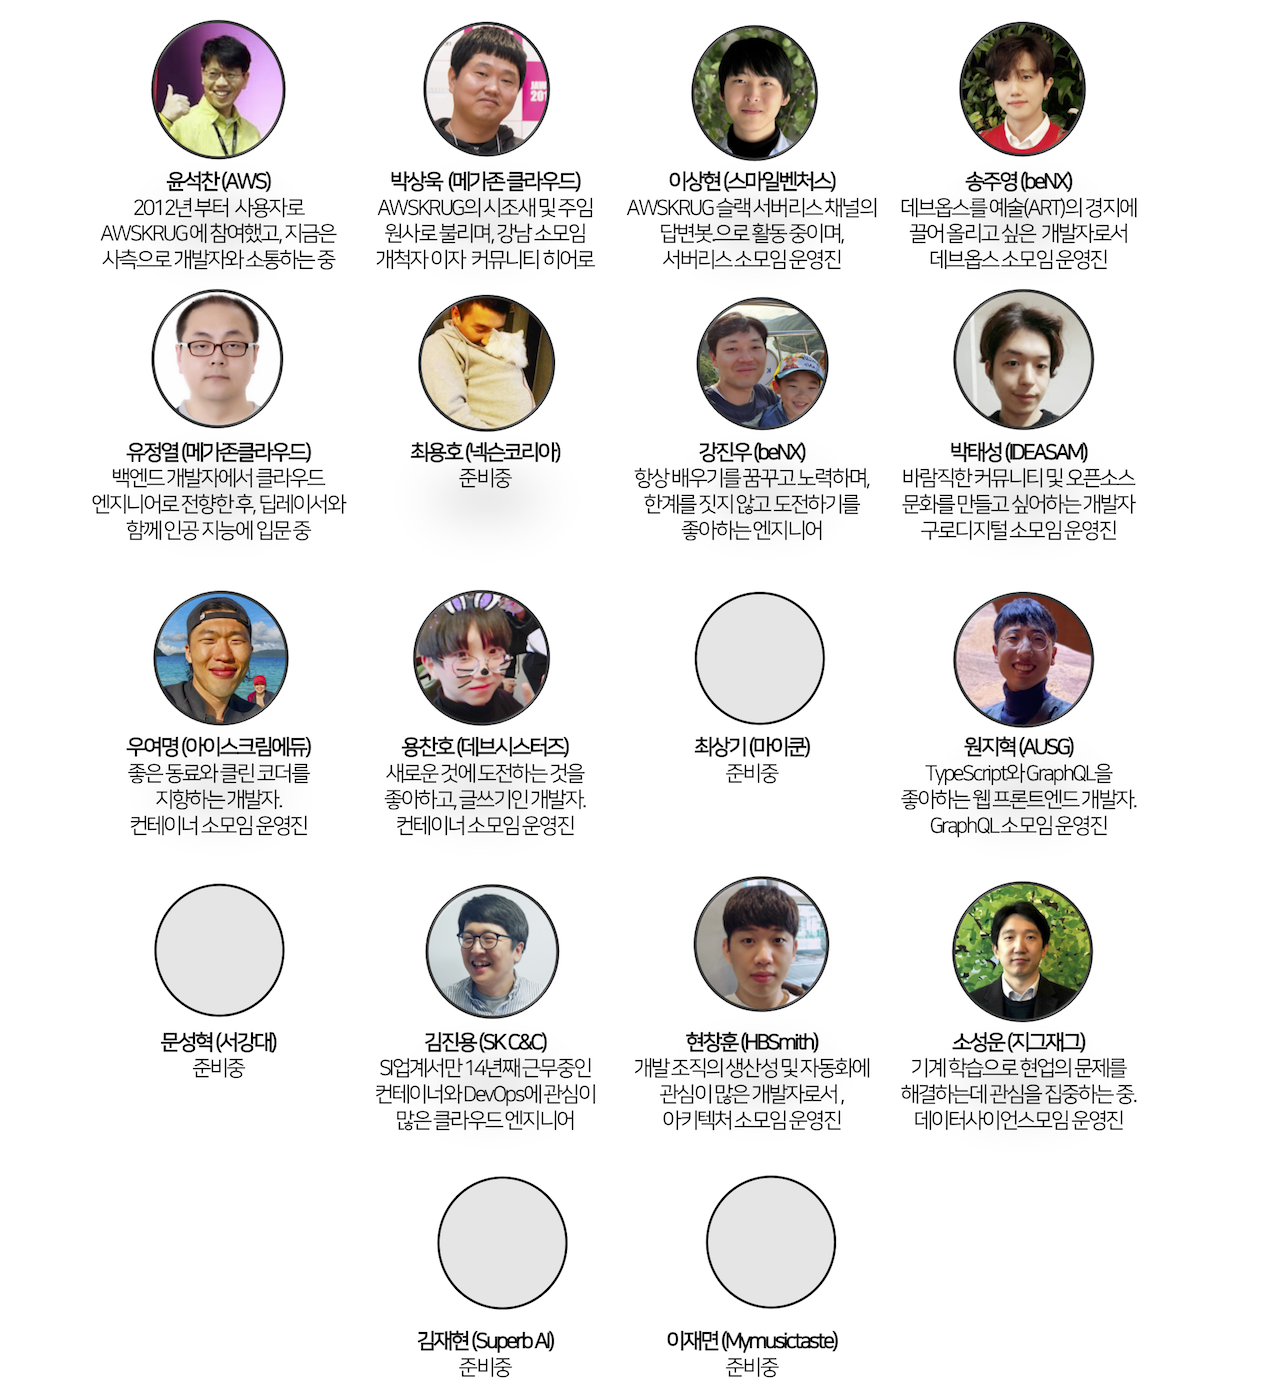 JAW
201
윤석찬 (AWS)
2012년 부터 사용자로
AWSKRUG 에 참여했고, 지금은
사측으로 개발자와 소통하는 중
박상욱 (메가존 클라우드)
AWSKRUG의 시조새 및 주임
원사로 불리며, 강남 소모임
개척자 이자 커뮤니티 히어로
이상현 (스마일벤처스)
AWSKRUG 슬랙 서버리스 채널의
답변봇 으로 활동 중이며,
서버리스 소모임 운영진
송주영 (beNX)
데브옵스를 예술(ART)의 경지에
끌어 올리고 싶은 개발자로서
데브옵스 소모임 운영진
유정열 (메가존클라우드)
백엔드 개발자에서 클라우드
엔지니어로 전향한 후, 딥레이서와
함께 인공 지능에 입문 중
최용호 (넥슨코리아)
준비중
강진우 (beNX)
항상 배우기를 꿈꾸고 노력하며,
한계를 짓지 않고 도전하기를
좋아하는 엔지니어
박태성 (IDEASAM)
바람직한 커뮤니티 및 오픈소스
문화를 만들고 싶어하는 개발자
구로디지털 소모임 운영진
우여명 (아이스크림에듀)
좋은 동료와 클린 코더를
지향하는 개발자.
컨테이너 소모임 운영진
용찬호 (데브시스터즈)
새로운 것에 도전하는 것을
좋아하고, 글쓰기인 개발자.
컨테이너 소모임 운영진
최상기 (마이쿤)
준비중
원지혁 (AUSG)
TypeScript와 GraphQL을
좋아하는 웹 프론트엔드 개발자.
GraphQL 소모임 운영진
문성혁 (서강대)
준비중
김진용 (SK C&C)
SI업계서만 14년째 근무중인
컨테이너와 DevOps에 관심이
많은 클라우드 엔지니어
현창훈 (HBSmith)
개발 조직의 생산성 및 자동화에
관심이 많은 개발자로서 ,
아키텍처 소모임 운영진
소성운 (지그재그)
기계 학습으로 현업의 문제를
해결하는데 관심을 집중하는 중.
데이터사이언스모임 운영진
김재현 (Superb AI)
준비중
이재면 (Mymusictaste)
준비중